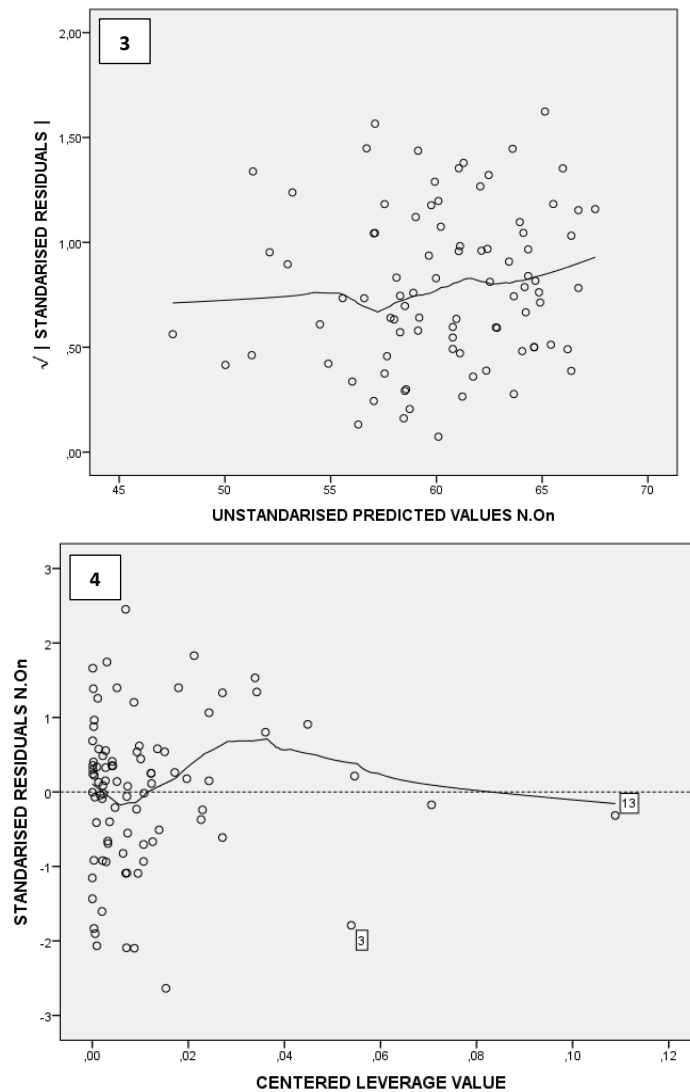 3
2,00
1,50
1,00
,50
,00
√ | STANDARISED RESIDUALS |
45 50 55 60 65 70
UNSTANDARISED PREDICTED VALUES N.On
4
3
2
1
0
-1
-2
-3
STANDARISED RESIDUALS N.On
13
3
,00 ,02 ,04 ,06 ,08 ,10 ,12
CENTERED LEVERAGE VALUE